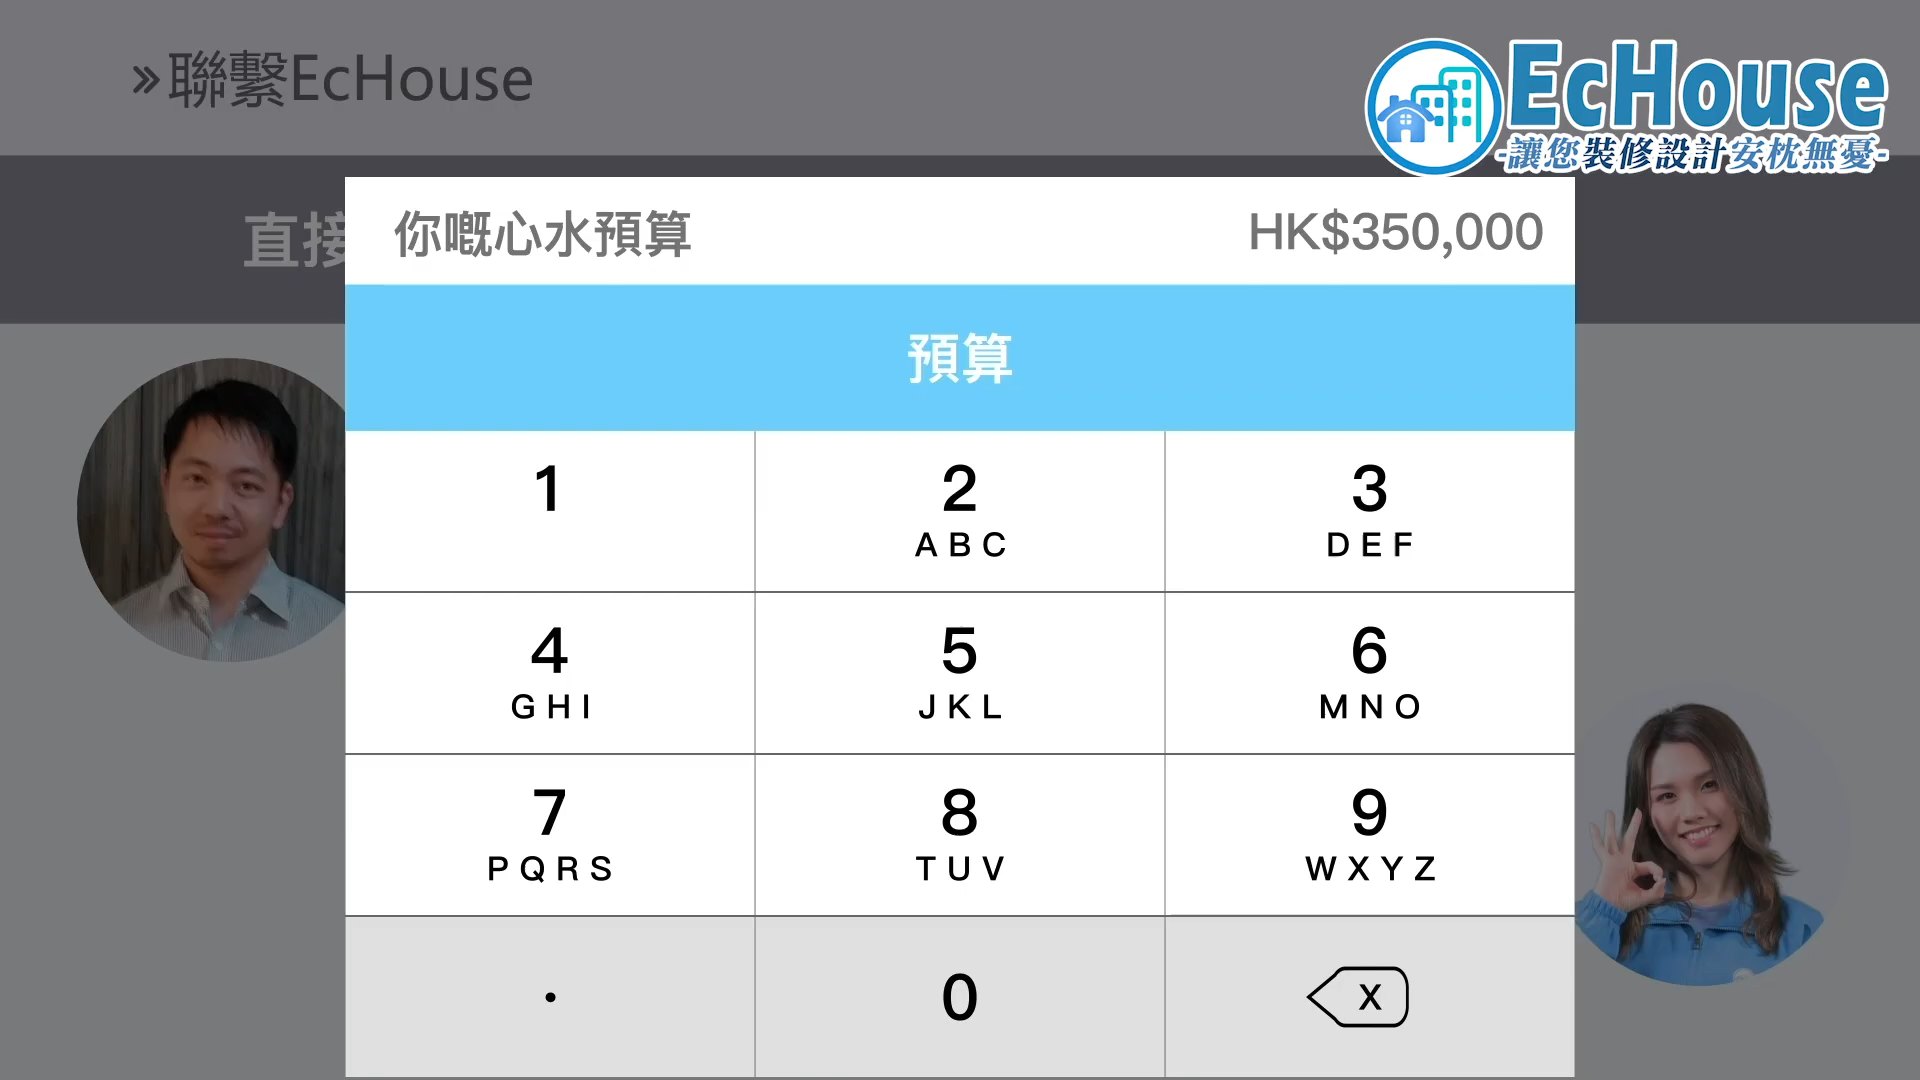 »聯繫EcHouse
EcHouse
-讓您裝修設計安枕無憂-
直接
你嘅心水預算 HK$350,000
預算
1
2
3
ABC
DEF
4
5
6
GHI
JKL
MNO
7
8
9
PQRS
TUV
WXYZ
·
0
X